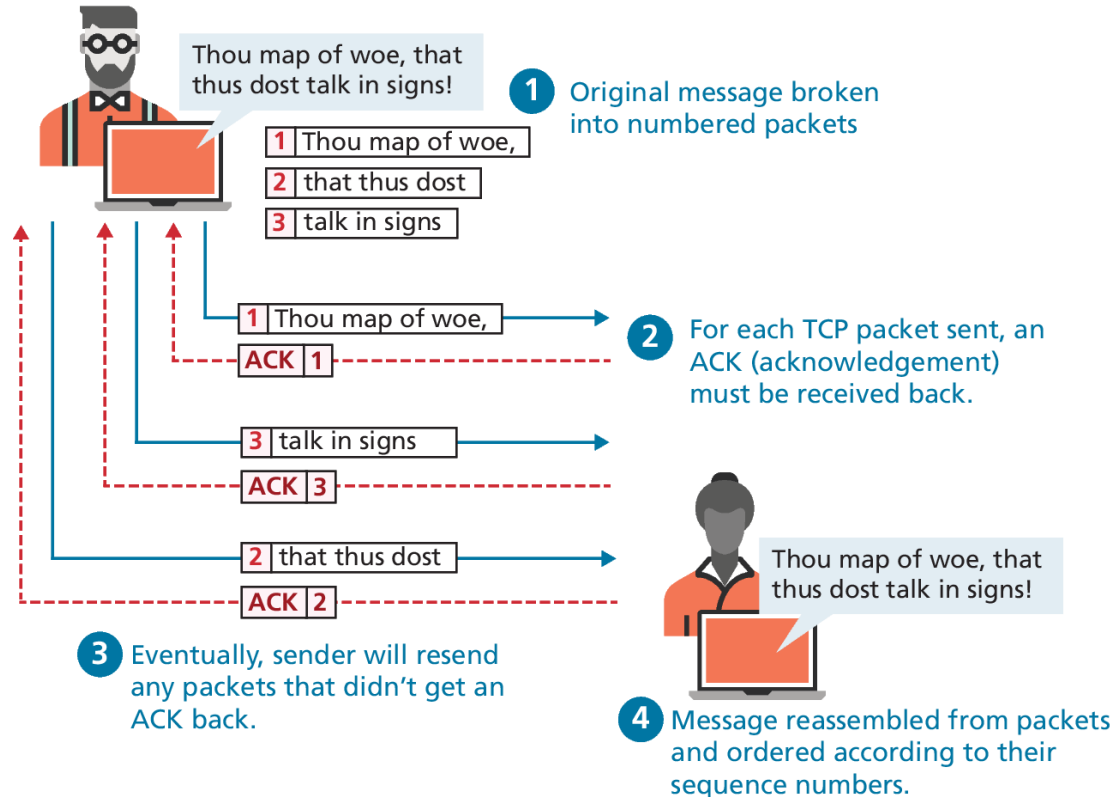 Thou map of woe, that
thus dost talk in signs!
1
Original message broken
into numbered packets
1 Thou map of woe,
2 that thus dost
3 talk in signs
1 Thou map of woe,
ACK 1
2
For each TCP packet sent, an
ACK (acknowledgement)
must be received back.
3 talk in signs
ACK 3
2 that thus dost
ACK 2
Thou map of woe, that
thus dost talk in signs!
3
Eventually, sender will resend
any packets that didn’t get an
ACK back.
4
Message reassembled from packets
and ordered according to their
sequence numbers.